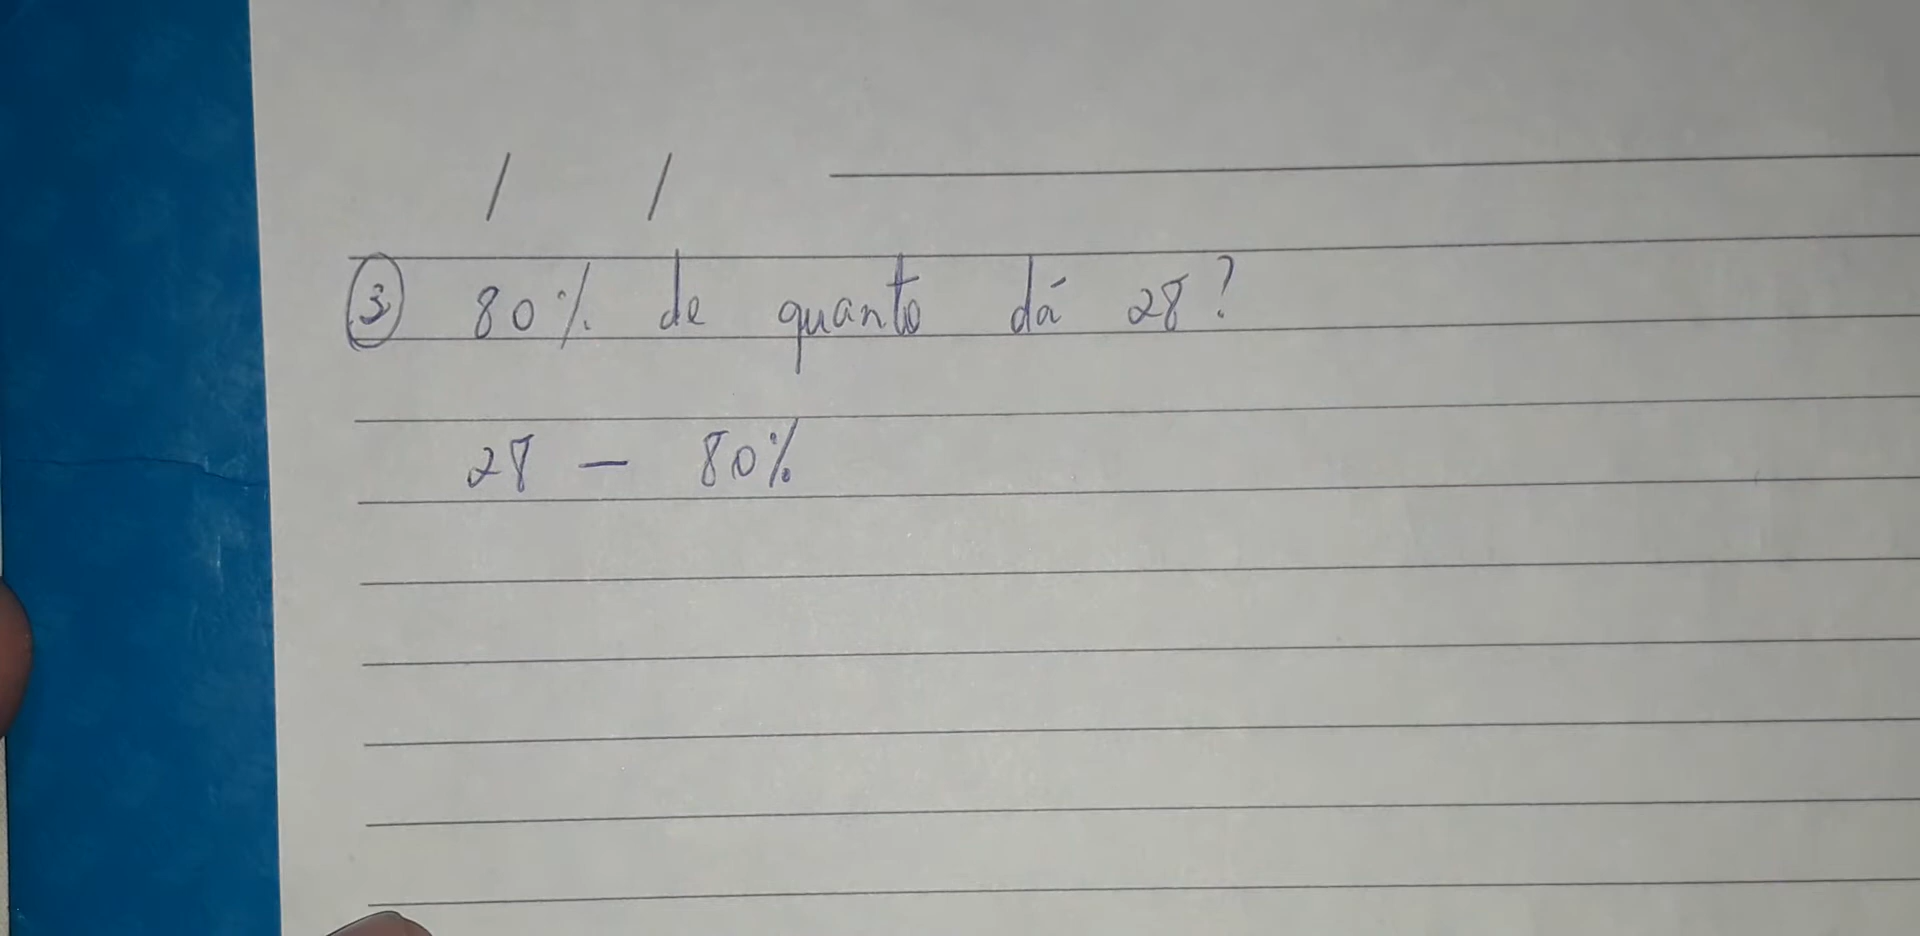 / /
③ 80% de quanto dá 28?
28 — 80%